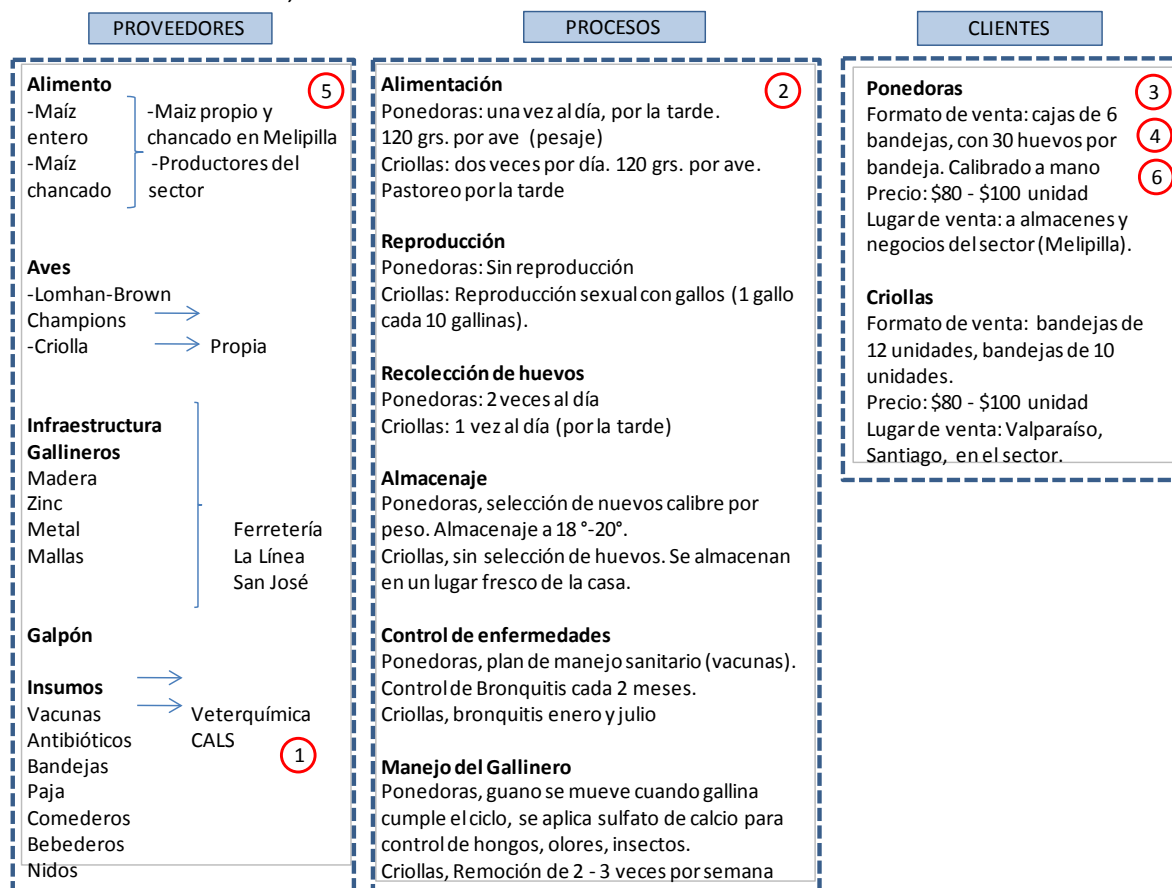 PROVEEDORES
PROCESOS
CLIENTES
Alimento
5
-Maíz
entero
-Maíz
chancado
-Maiz propio y
chancado en Melipilla
-Productores del
sector
Aves
-Lomhan-Brown
Champions
-Criolla
Propia
Infraestructura
Gallineros
Madera
Zinc
Metal
Mallas
Ferretería
La Línea
San José
Galpón
Insumos
Vacunas
Antibióticos
Bandejas
Paja
Comederos
Bebederos
Nidos
Veterquímica
CALS
1
Alimentación
2
Ponedoras: una vez al día, por la tarde.
120 grs. por ave (pesaje)
Criollas: dos veces por día. 120 grs. por ave.
Pastoreo por la tarde
Reproducción
Ponedoras: Sin reproducción
Criollas: Reproducción sexual con gallos (1 gallo
cada 10 gallinas).
Recolección de huevos
Ponedoras: 2 veces al día
Criollas: 1 vez al día (por la tarde)
Almacenaje
Ponedoras, selección de nuevos calibre por
peso. Almacenaje a 18 °-20°.
Criollas, sin selección de huevos. Se almacenan
en un lugar fresco de la casa.
Control de enfermedades
Ponedoras, plan de manejo sanitario (vacunas).
Control de Bronquitis cada 2 meses.
Criollas, bronquitis enero y julio
Manejo del Gallinero
Ponedoras, guano se mueve cuando gallina
cumple el ciclo, se aplica sulfato de calcio para
control de hongos, olores, insectos.
Criollas, Remoción de 2 - 3 veces por semana
Ponedoras
3
Formato de venta: cajas de 6
bandejas, con 30 huevos por
4
bandeja. Calibrado a mano
6
Precio: $80 - $100 unidad
Lugar de venta: a almacenes y
negocios del sector (Melipilla).
Criollas
Formato de venta: bandejas de
12 unidades, bandejas de 10
unidades.
Precio: $80 - $100 unidad
Lugar de venta: Valparaíso,
Santiago, en el sector.